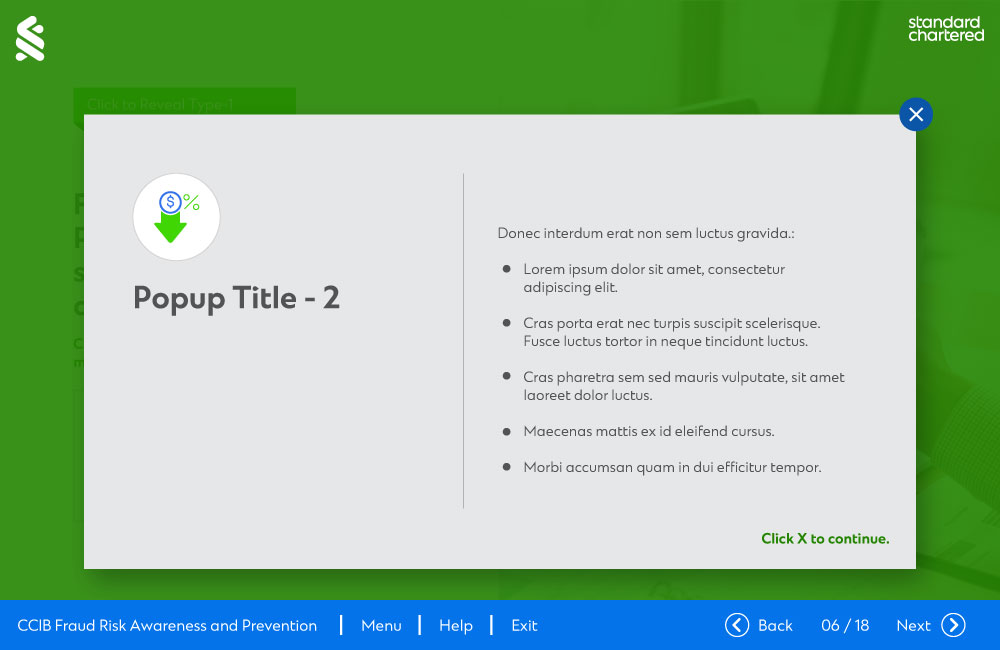 standard
chartered
Click to Reveal Type-1
$ %
Popup Title - 2
Donec interdum erat non sem luctus gravida.:
Lorem ipsum dolor sit amet, consectetur
adipiscing elit.
Cras porta erat nec turpis suscipit scelerisque.
Fusce luctus tortor in neque tincidunt luctus.
Cras pharetra sem sed mauris vulputate, sit amet
laoreet dolor luctus.
Maecenas mattis ex id eleifend cursus.
Morbi accumsan quam in dui efficitur tempor.
Click X to continue.
CCIB Fraud Risk Awareness and Prevention | Menu | Help | Exit Back 06 / 18 Next